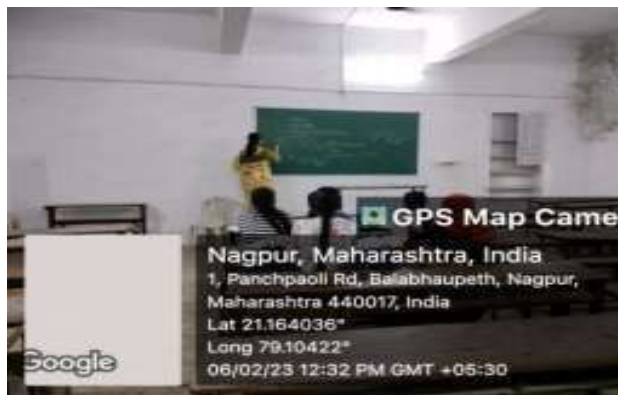 GPS Map Came
Nagpur, Maharashtra, India
1, Panchpaoli Rd, Balabhaupeth, Nagpur,
Maharashtra 440017, India
Lat 21.164036°
Long 79.10422°
06/02/23 12:32 PM GMT +05:30
Google